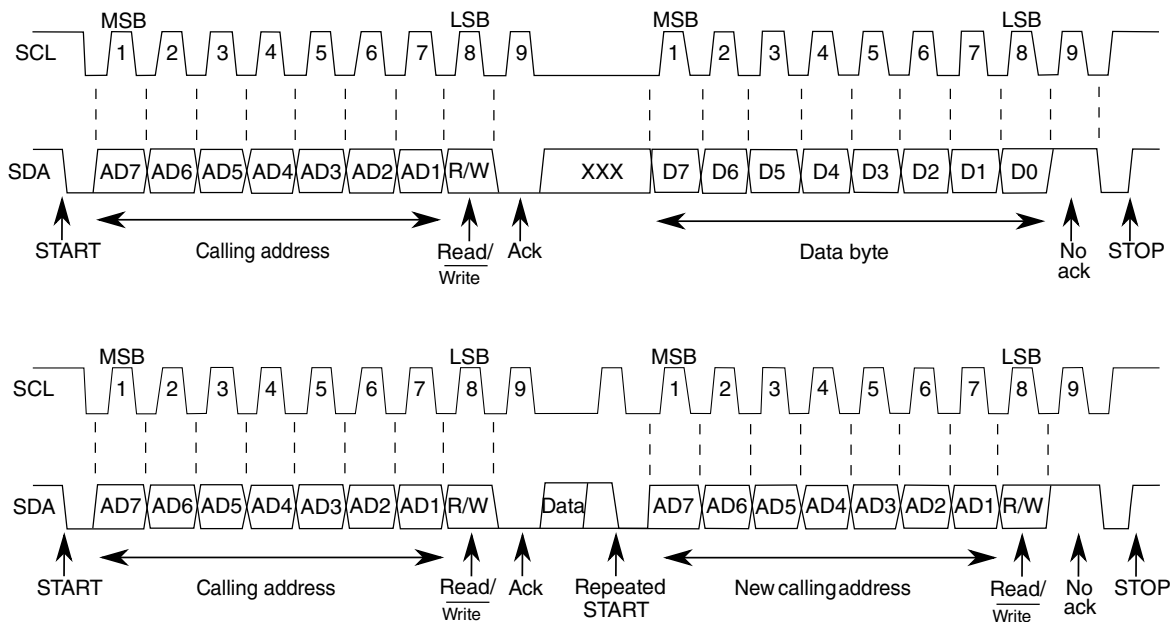 MSB LSB MSB LSB
SCL 1 2 3 4 5 6 7 8 9 1 2 3 4 5 6 7 8 9
SDA AD7 AD6 AD5 AD4 AD3 AD2 AD1 R/W XXX D7 D6 D5 D4 D3 D2 D1 D0
START Calling address Read/ Ack Data byte No STOP
Write ack
MSB LSB MSB LSB
SCL 1 2 3 4 5 6 7 8 9 1 2 3 4 5 6 7 8 9
SDA AD7 AD6 AD5 AD4 AD3 AD2 AD1 R/W Data AD7 AD6 AD5 AD4 AD3 AD2 AD1 R/W
START Calling address Read/ Ack Repeated New calling address Read/ No STOP
Write START Write ack